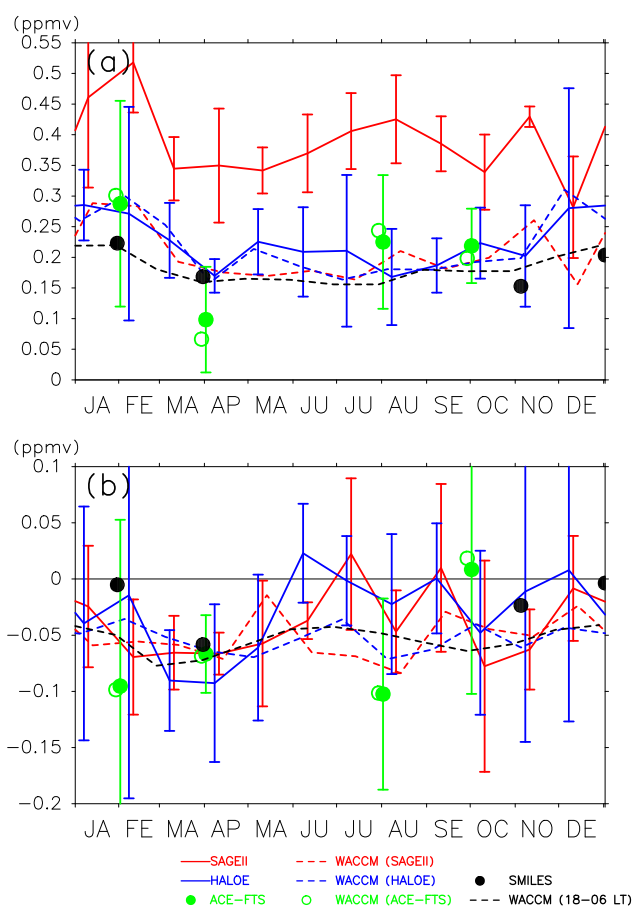 (ppmv)
0.55
(a)
0.5
0.45
0.4
0.35
0.3
0.25
0.2
0.15
0.1
0.05
0
JA FE MA AP MA JU JU AU SE OC NO DE
(ppmv)
0.1
(b)
0.05
0
−0.05
−0.1
−0.15
−0.2
JA FE MA AP MA JU JU AU SE OC NO DE
SAGEII WACCM (SAGEII)
HALOE WACCM (HALOE) SMILES
ACE-FTS WACCM (ACE-FTS) WACCM (18-06 LT)